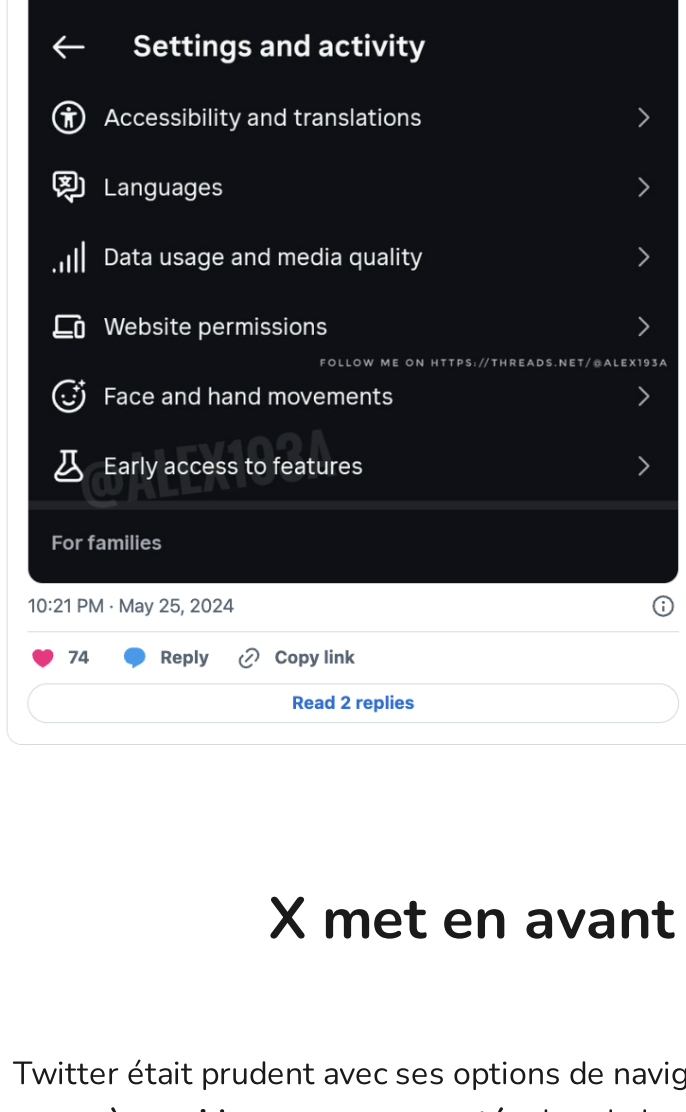 Settings and activity
Accessibility and translations
Languages
Data usage and media quality
Website permissions
FOLLOW ME ON HTTPS://THREADS.NET/@ALEX193A
Face and hand movements
@ALEX193A
Early access to features
For families
10:21 PM · May 25, 2024
74 Reply Copy link
Read 2 replies
X met en avant
Twitter était prudent avec ses options de navig